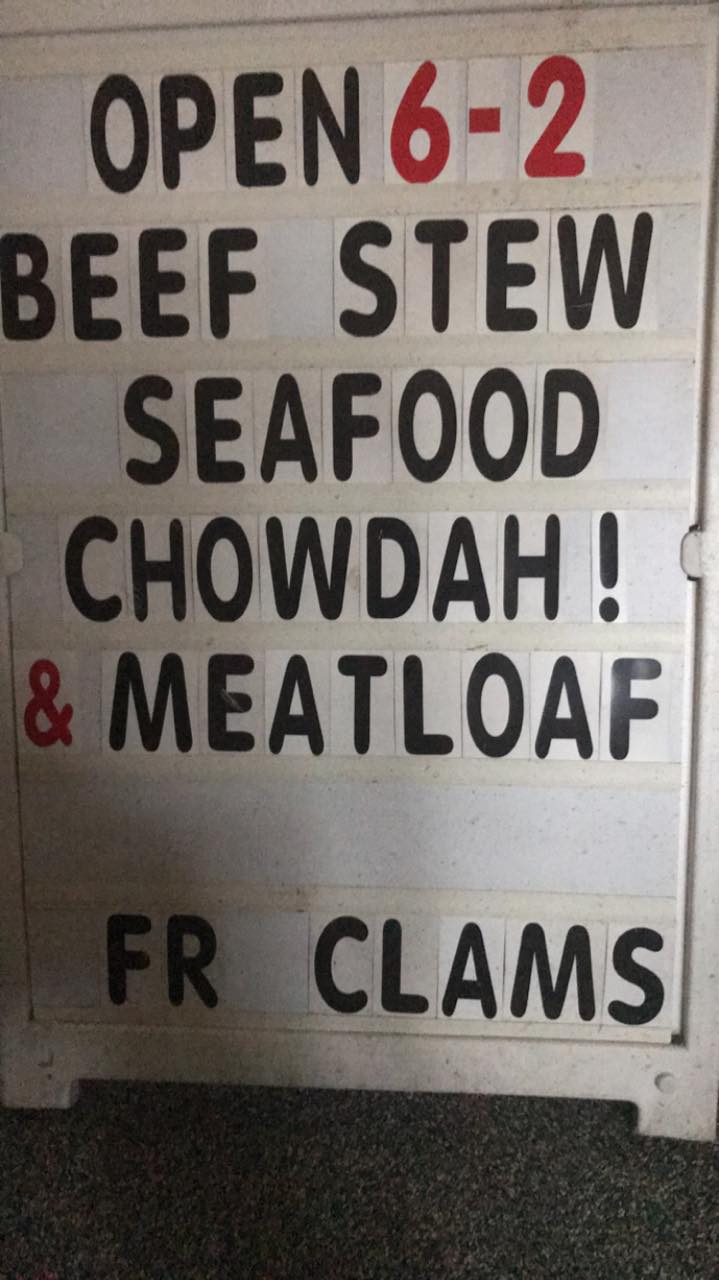 OPEN 6-2
BEEF STEW
SEAFOOD
CHOWDAH!
& MEATLOAF
FR CLAMS